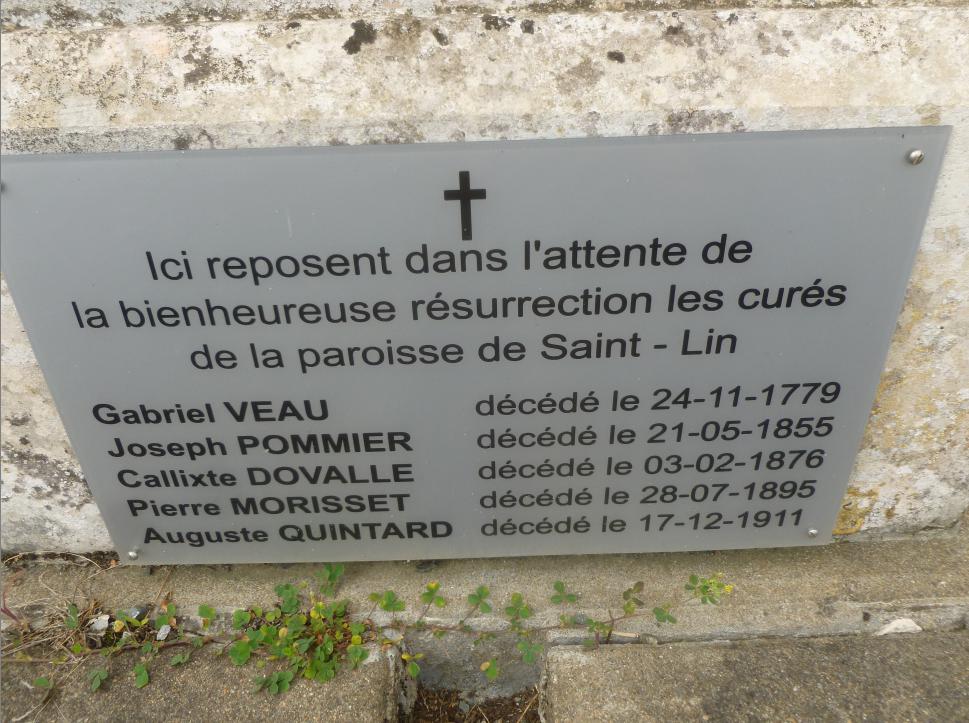 Ici reposent dans l'attente de
la bienheureuse résurrection les curés
de la paroisse de Saint - Lin
Gabriel VEAU décédé le 24-11-1779
Joseph POMMIER décédé le 21-05-1855
Callixte DOVALLE décédé le 03-02-1876
Pierre MORISSET décédé le 28-07-1895
Auguste QUINTARD décédé le 17-12-1911